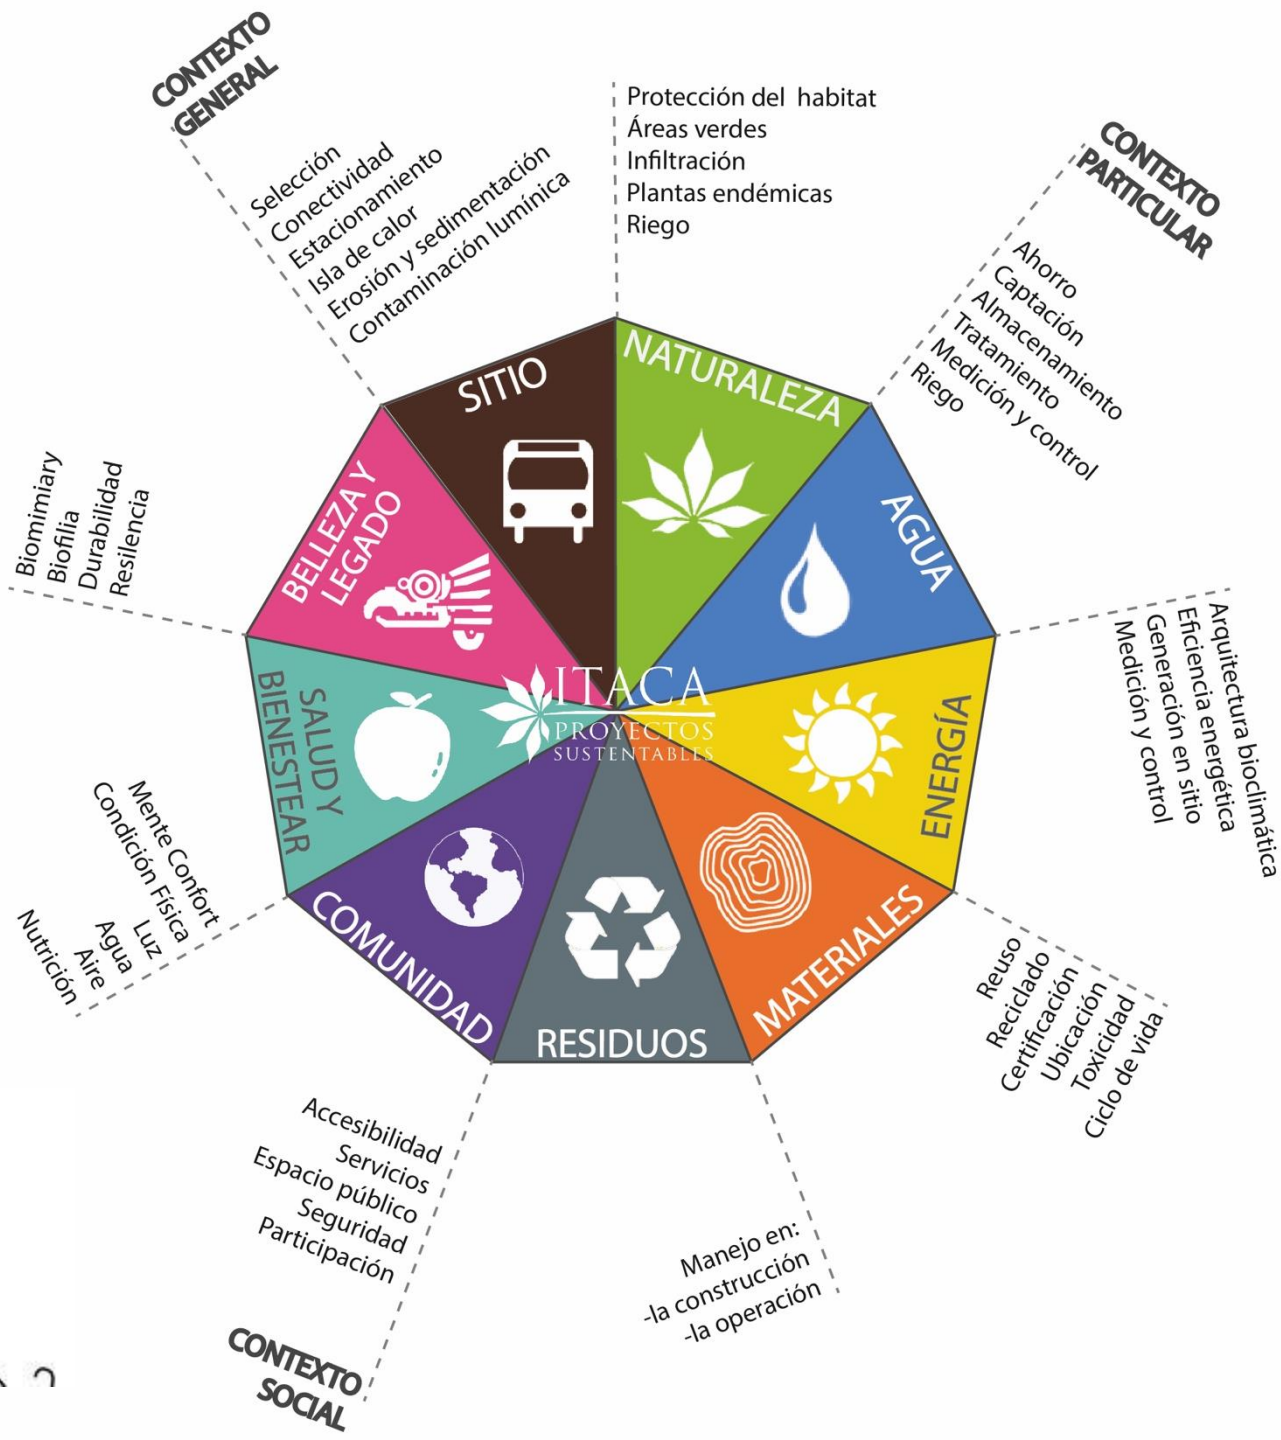 CONTEXTO
GENERAL
Selección
Conectividad
Estacionamiento
Isla de calor
Erosión y sedimentación
Contaminación lumínica
Protección del habitat
Áreas verdes
Infiltración
Plantas endémicas
Riego
CONTEXTO
PARTICULAR
Ahorro
Captación
Almacenamiento
Tratamiento
Medición y control
Riego
SITIO
NATURALEZA
AGUA
ENERGÍA
MATERIALES
RESIDUOS
COMUNIDAD
SALUD Y
BIENESTEAR
BELLEZA Y
LEGADO
ITACA
PROYECTOS
SUSTENTABLES
Arquitectura bioclimática
Eficiencia energética
Generación en sitio
Medición y control
Reuso
Reciclado
Certificación
Ubicación
Toxicidad
Ciclo de vida
Manejo en:
-la construcción
-la operación
Accesibilidad
Servicios
Espacio público
Seguridad
Participación
CONTEXTO
SOCIAL
Mente Confort
Condición Física
Luz
Agua
Aire
Nutrición
Biomimiary
Biofilia
Durabilidad
Resilencia